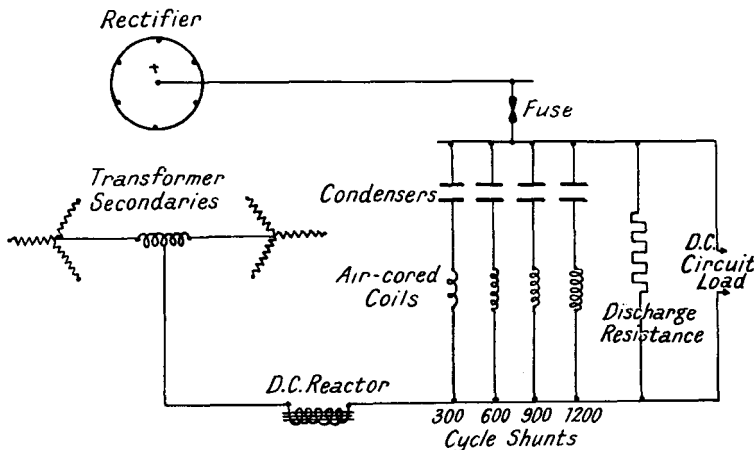 Rectifier
+
Fuse
Transformer
Secondaries
Condensers
Air-cored
Coils
D.C.
Circuit
Load
Discharge
Resistance
D.C. Reactor
300 600 900 1200
Cycle Shunts